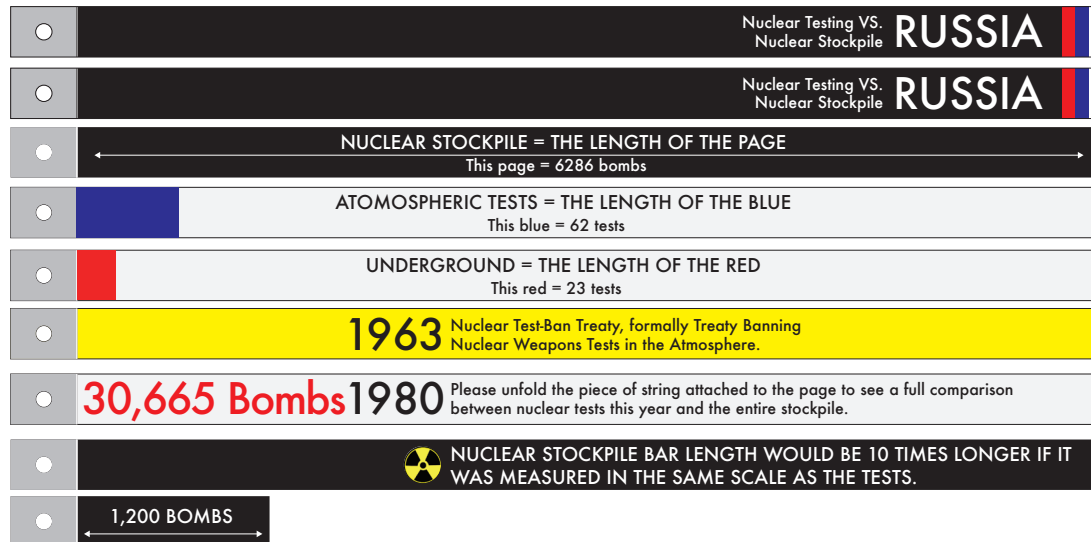 Nuclear Testing VS.
Nuclear Stockpile RUSSIA
Nuclear Testing VS.
Nuclear Stockpile RUSSIA
NUCLEAR STOCKPILE = THE LENGTH OF THE PAGE
This page = 6286 bombs
ATOMOSPHERIC TESTS = THE LENGTH OF THE BLUE
This blue = 62 tests
UNDERGROUND = THE LENGTH OF THE RED
This red = 23 tests
1963 Nuclear Test-Ban Treaty, formally Treaty Banning
Nuclear Weapons Tests in the Atmosphere.
30,665 Bombs 1980 Please unfold the piece of string attached to the page to see a full comparison
between nuclear tests this year and the entire stockpile.
NUCLEAR STOCKPILE BAR LENGTH WOULD BE 10 TIMES LONGER IF IT
WAS MEASURED IN THE SAME SCALE AS THE TESTS.
1,200 BOMBS